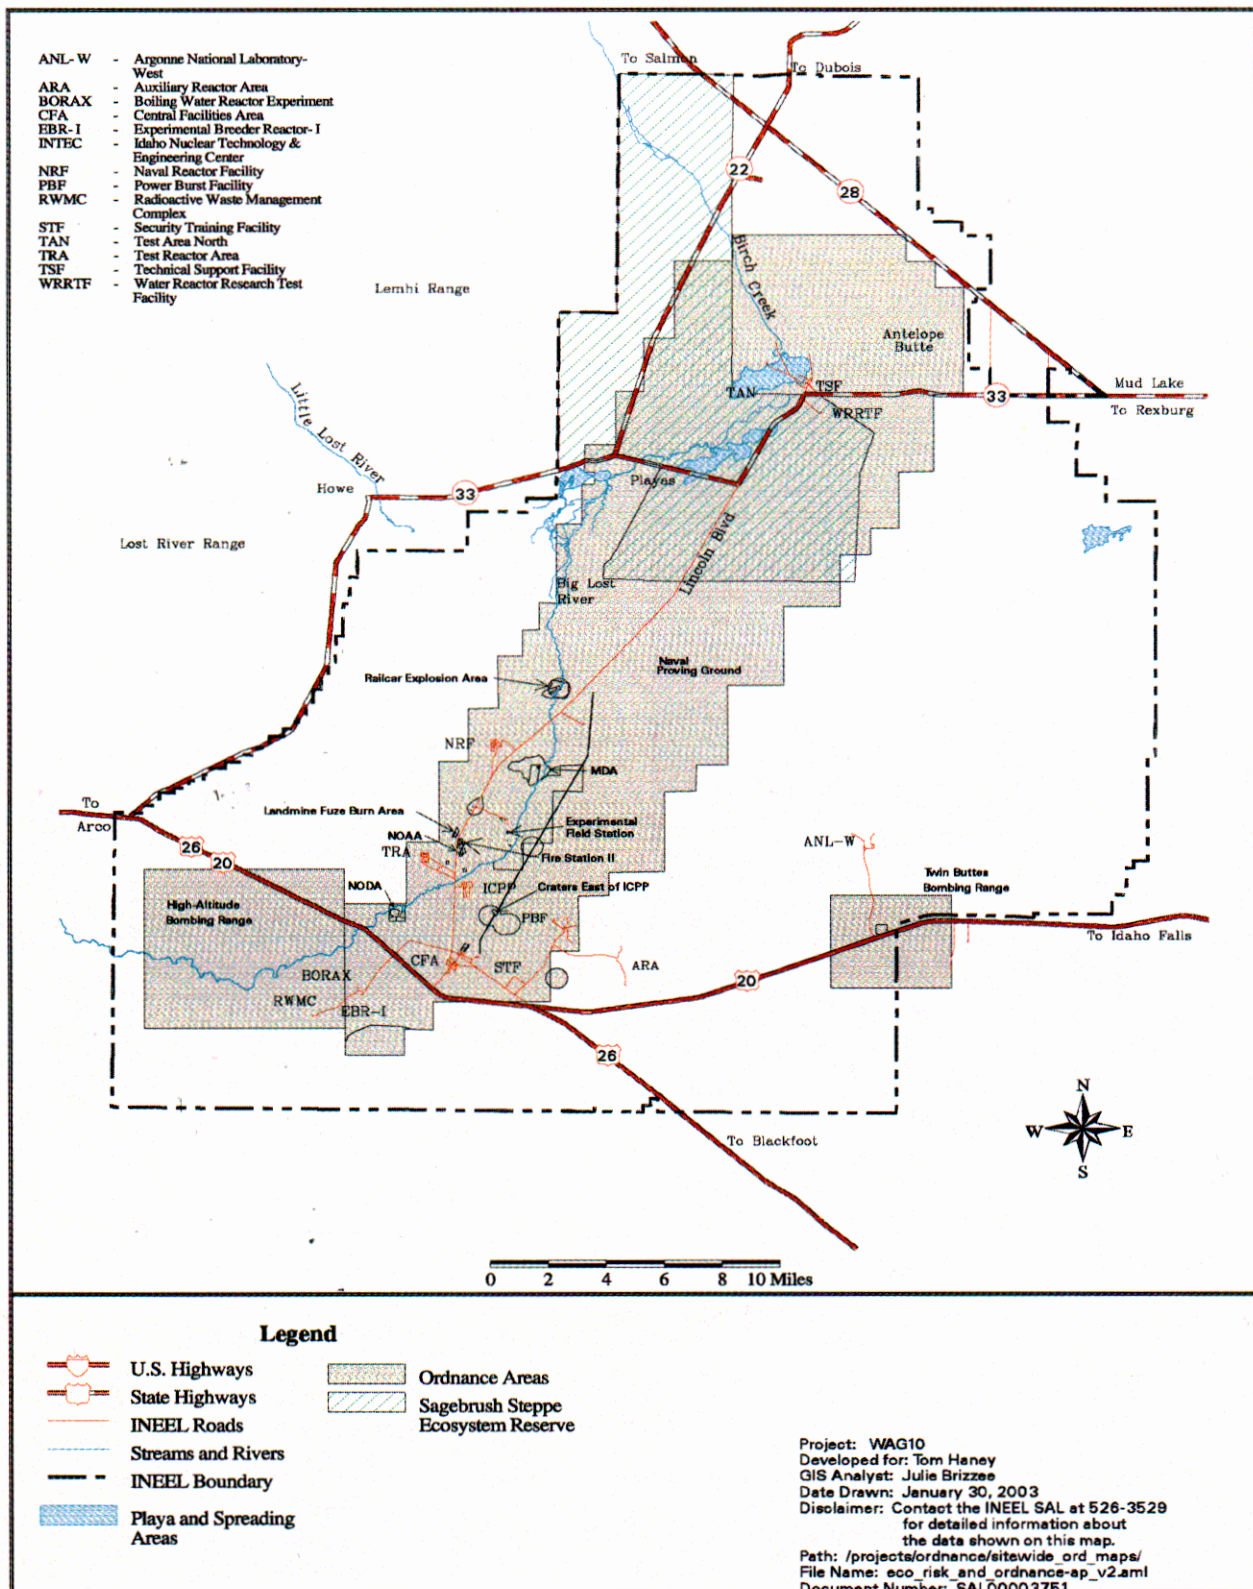 ANL-W - Argonne National Laboratory-
West
ARA - Auxiliary Reactor Area
BORAX - Boiling Water Reactor Experiment
CFA - Central Facilities Area
EBR-I - Experimental Breeder Reactor-I
INTEC - Idaho Nuclear Technology &
Engineering Center
NRF - Naval Reactor Facility
PBF - Power Burst Facility
RWMC - Radioactive Waste Management
Complex
STF - Security Training Facility
TAN - Test Area North
TRA - Test Reactor Area
TSF - Technical Support Facility
WRRTF - Water Reactor Research Test
Facility
To Salmon
To Dubois
22
28
Birch Creek
Lemhi Range
Antelope
Butte
Little Lost River
TAN
TSF
WRRTF
33
Mud Lake
To Rexburg
Howe
33
Playas
Lost River Range
Lincoln Blvd
Big Lost
River
Naval
Proving Ground
Railcar Explosion Area
NRF
MDA
To
Arco
Landmine Fuze Burn Area
Experimental
Field Station
NOAA
TRA
Fire Station II
26
20
ANL-W
Twin Buttes
Bombing Range
NODA
ICPP
Craters East of ICPP
High-Altitude
Bombing Range
PBF
To Idaho Falls
CFA
STF
ARA
BORAX
RWMC
EBR-I
20
26
To Blackfoot
N
W E
S
0 2 4 6 8 10 Miles
Legend
U.S. Highways
State Highways
INEEL Roads
Streams and Rivers
INEEL Boundary
Playa and Spreading
Areas
Ordnance Areas
Sagebrush Steppe
Ecosystem Reserve
Project: WAG10
Developed for: Tom Haney
GIS Analyst: Julie Brizzee
Date Drawn: January 30, 2003
Disclaimer: Contact the INEEL SAL at 526-3529
for detailed information about
the data shown on this map.
Path: /projects/ordnance/sitewide_ord_maps/
File Name: eco_risk_and_ordnance-ap_v2.aml
Document Number: SAL00003751